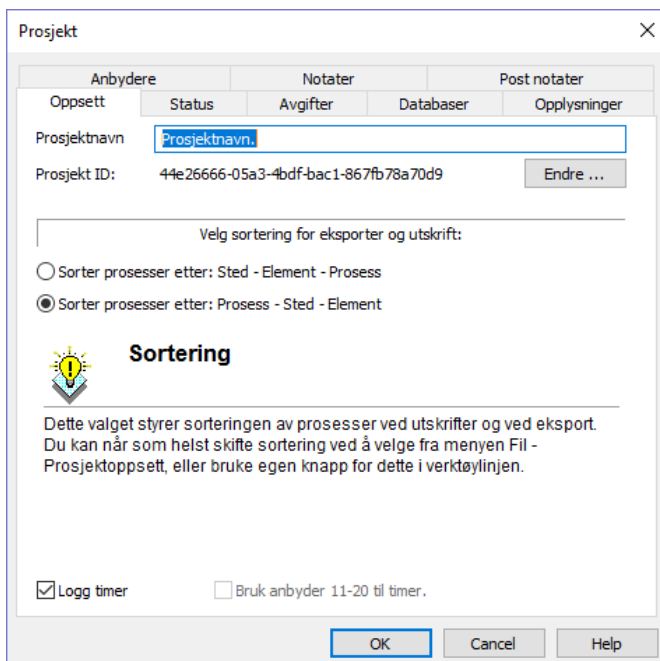 Prosjekt
Anbydere Notater Post notater
Oppsett Status Avgifter Databaser Opplysninger
Prosjektnavn Prosjektnavn.
Prosjekt ID: 44e26666-05a3-4bdf-bac1-867fb78a70d9 Endre ...
Velg sortering for eksporter og utskrift:
Sorter prosesser etter: Sted - Element - Prosess
Sorter prosesser etter: Prosess - Sted - Element
Sortering
Dette valget styrer sorteringen av prosesser ved utskrifter og ved eksport.
Du kan når som helst skifte sortering ved å velge fra menyen Fil -
Prosjektoppsett, eller bruke egen knapp for dette i verktøylinjen.
Logg timer Bruk anbyder 11-20 til timer.
OK Cancel Help